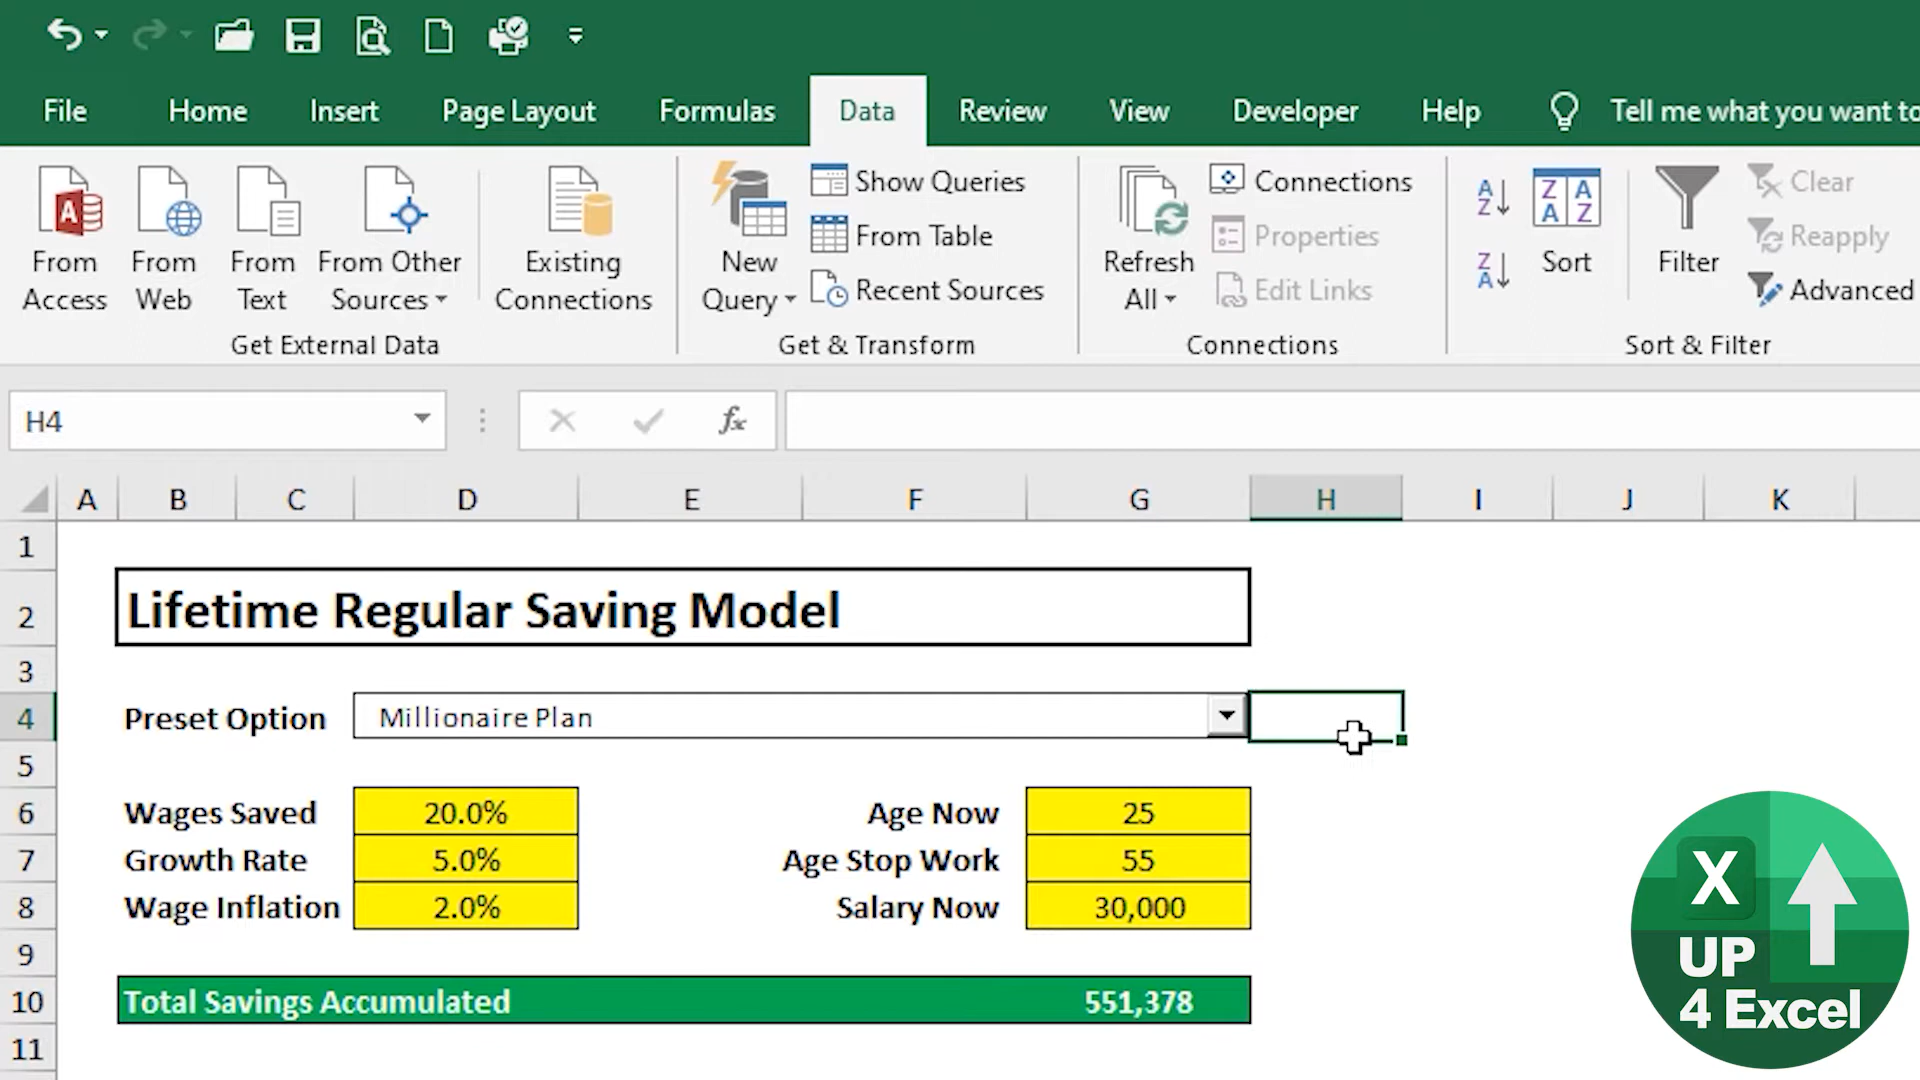 File Home Insert Page Layout Formulas Data Review View Developer Help Tell me what you want to
From Access
From Web
From Text
From Other Sources
Existing Connections
Get External Data
New Query
Show Queries
From Table
Recent Sources
Get & Transform
Refresh All
Connections
Properties
Edit Links
Connections
A Z
Z A
Z A A Z
Sort
Filter
Clear
Reapply
Advanced
Sort & Filter
H4 fx
A B C D E F G H I J K
1
2 Lifetime Regular Saving Model
3
4 Preset Option Millionaire Plan
5
6 Wages Saved 20.0% Age Now 25
7 Growth Rate 5.0% Age Stop Work 55
8 Wage Inflation 2.0% Salary Now 30,000
9
10 Total Savings Accumulated 551,378
11
X
UP
4 Excel